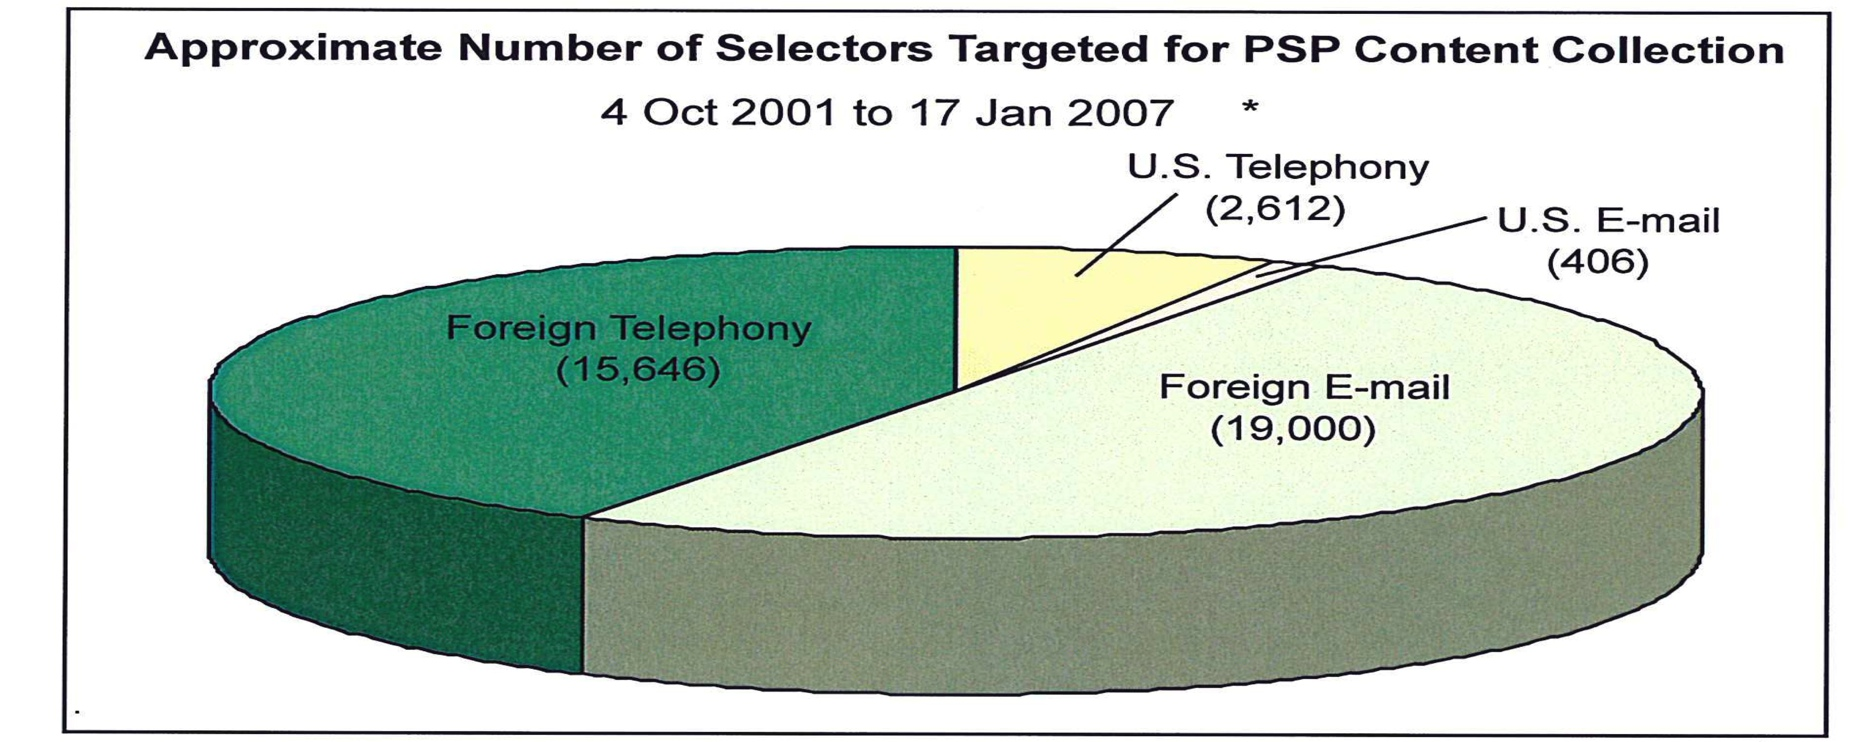 Approximate Number of Selectors Targeted for PSP Content Collection
4 Oct 2001 to 17 Jan 2007 *
U.S. Telephony
(2,612)
U.S. E-mail
(406)
Foreign Telephony
(15,646)
Foreign E-mail
(19,000)